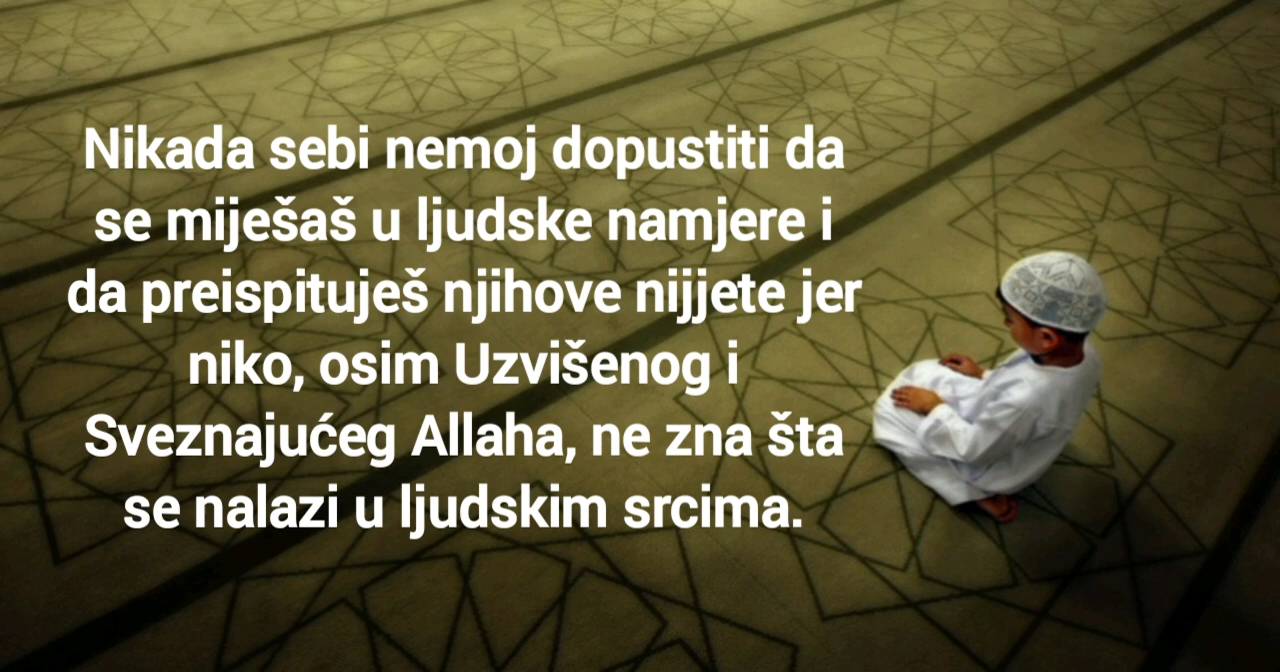 Nikada sebi nemoj dopustiti da
se miješaš u ljudske namjere i
da preispituješ njihove nijjete jer
niko, osim Uzvišenog i
Sveznajućeg Allaha, ne zna šta
se nalazi u ljudskim srcima.